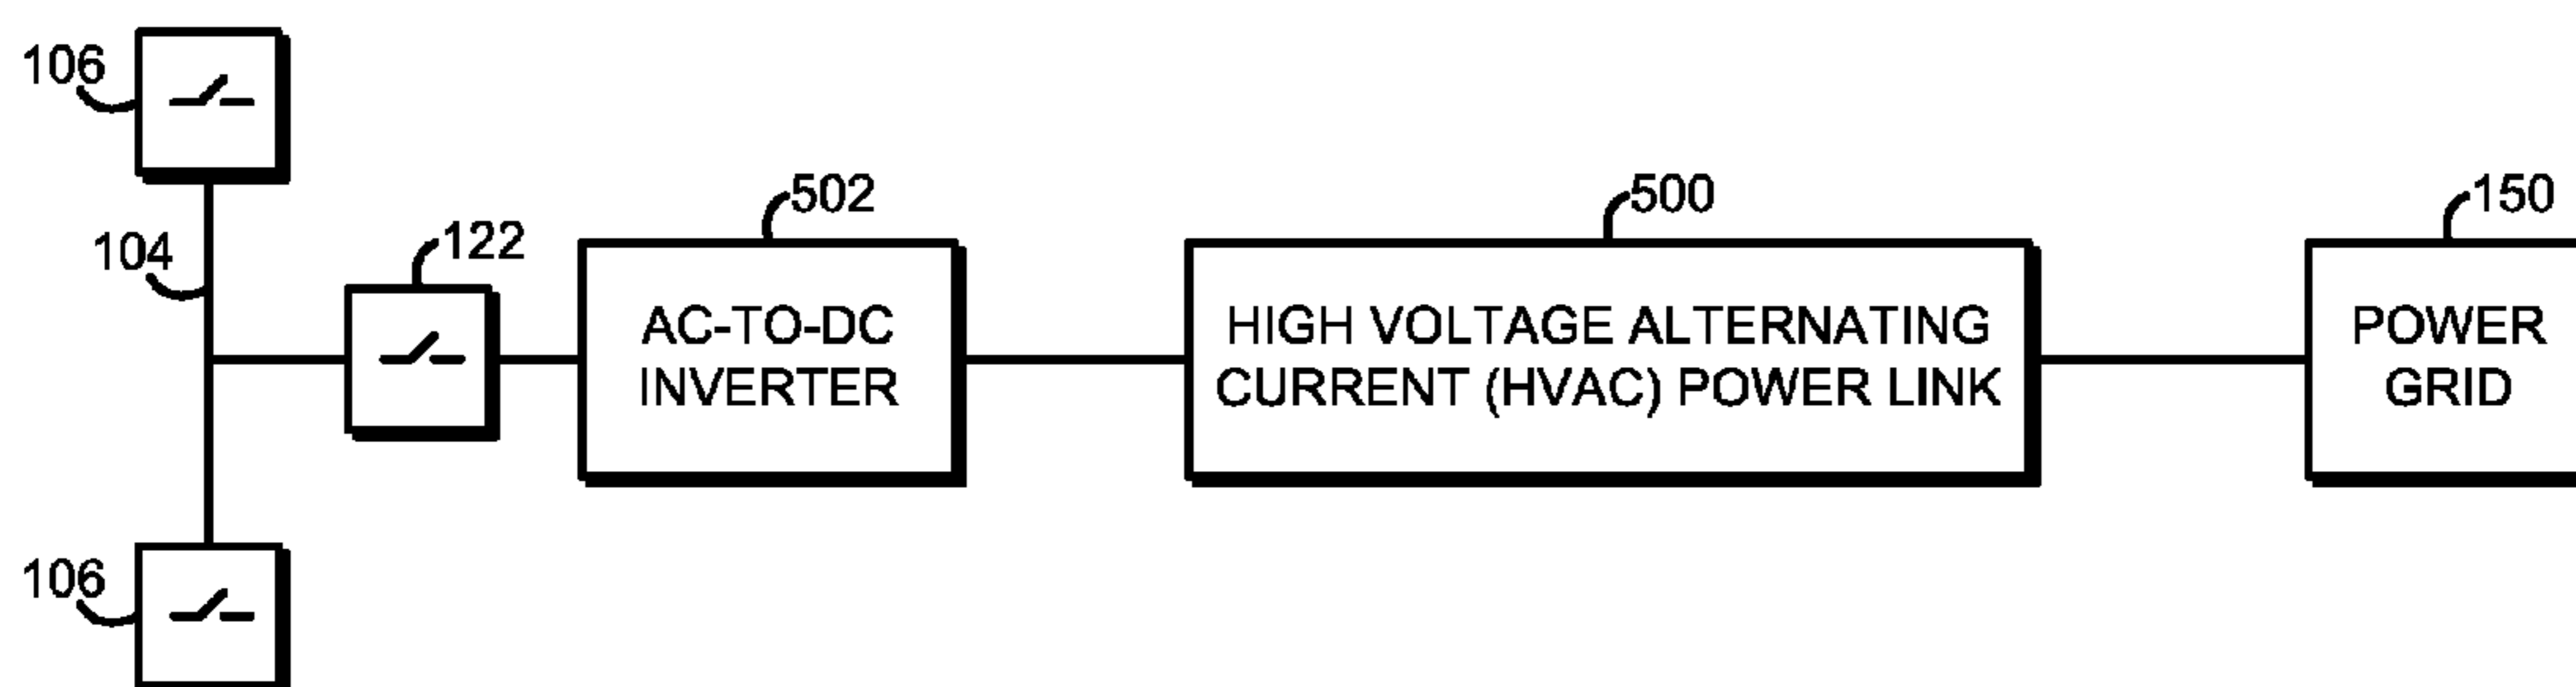 106
502
500
150
122
104
AC-TO-DC
INVERTER
HIGH VOLTAGE ALTERNATING
CURRENT (HVAC) POWER LINK
POWER
GRID
106